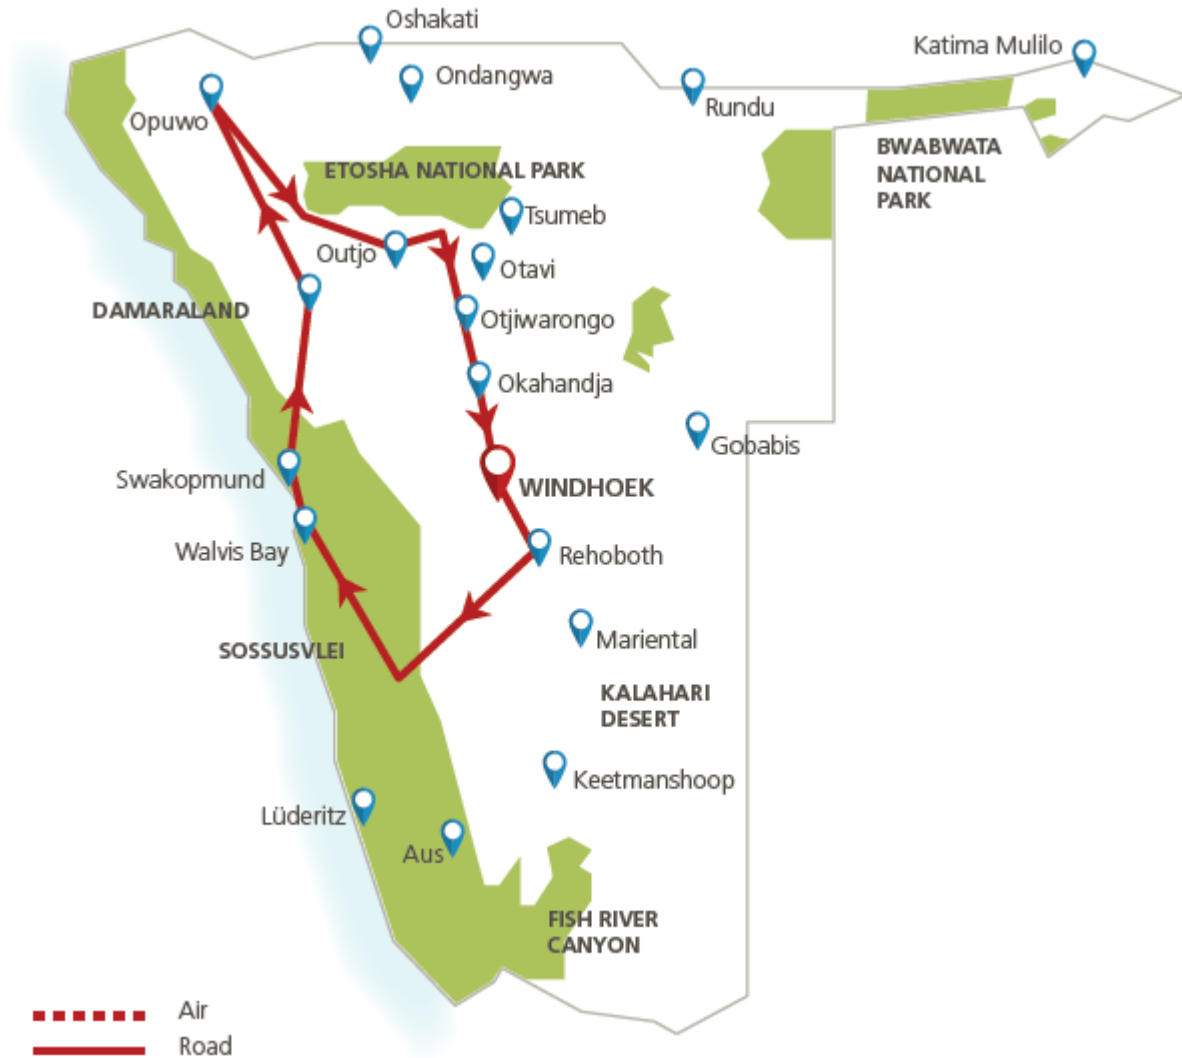 Oshakati
Katima Mulilo
Ondangwa
Rundu
Opuwo
BWABWATA
NATIONAL
PARK
ETOSHA NATIONAL PARK
Tsumeb
Outjo
Otavi
DAMARALAND
Otjiwarongo
Okahandja
Gobabis
Swakopmund
WINDHOEK
Walvis Bay
Rehoboth
Mariental
SOSSUSVLEI
KALAHARI
DESERT
Keetmanshoop
Lüderitz
Aus
FISH RIVER
CANYON
Air
Road